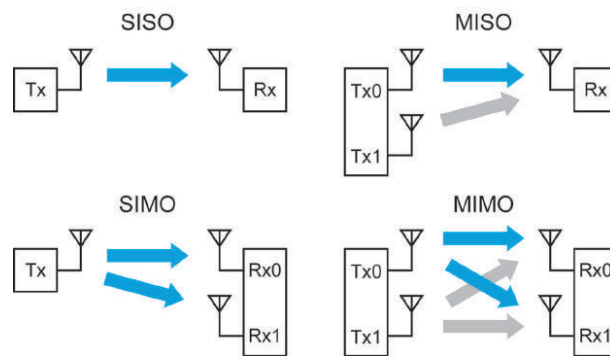 SISO
Tx
Rx
MISO
Tx0
Rx
Tx1
SIMO
Tx
Rx0
Rx1
MIMO
Tx0
Rx0
Tx1
Rx1